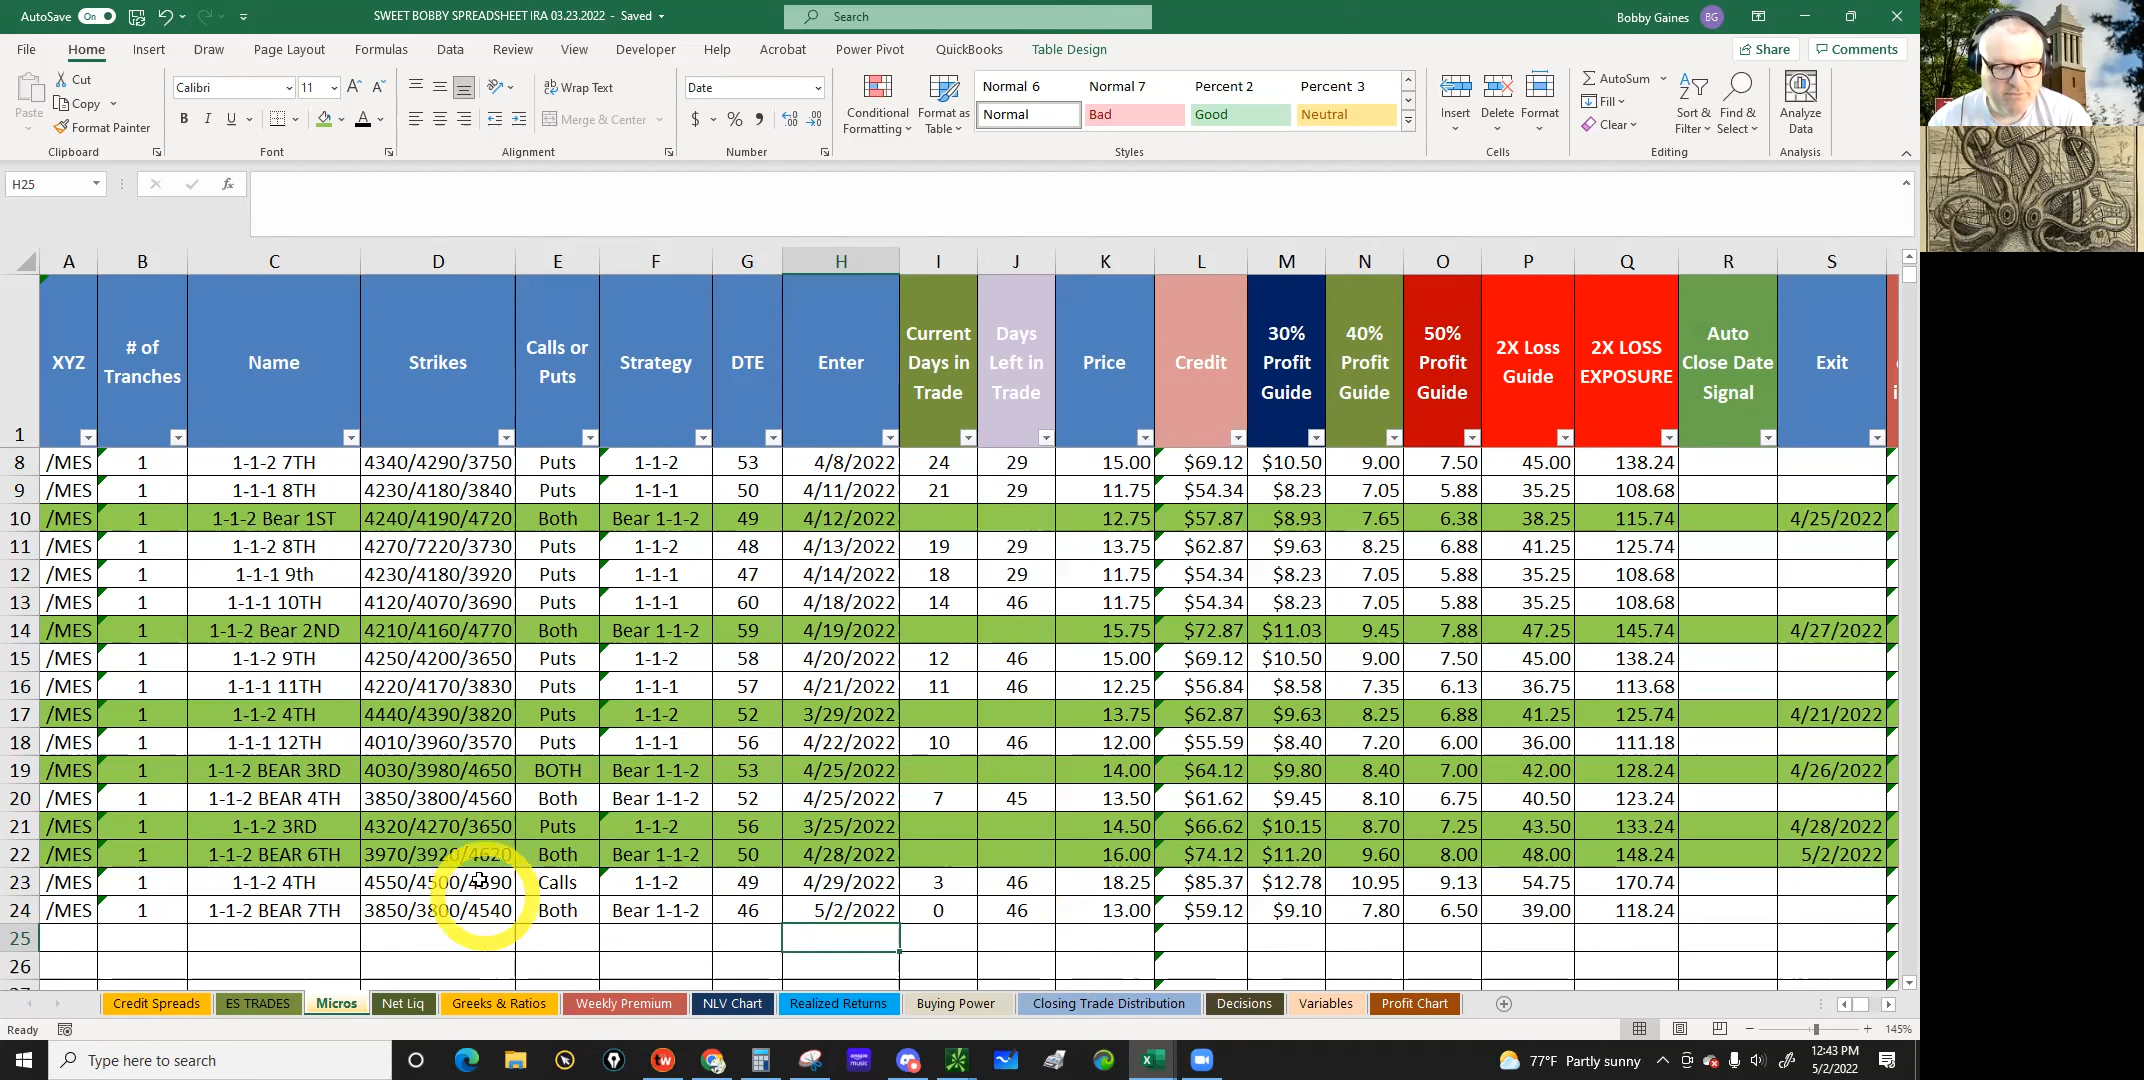 AutoSave On SWEET BOBBY SPREADSHEET IRA 03.23.2022 - Saved Search Bobby Gaines BG
File Home Insert Draw Page Layout Formulas Data Review View Developer Help Acrobat Power Pivot QuickBooks Table Design Share Comments
Paste Cut Copy Format Painter Clipboard
Calibri 11 B I U A Font
Wrap Text Merge & Center Alignment
Date $ % Number
Conditional Formatting Format as Table
Normal 6 Normal 7 Percent 2 Percent 3
Normal Bad Good Neutral
Styles
Insert Delete Format Cells
AutoSum Fill Clear Sort & Filter Find & Select Editing
Analyze Data Analysis
H25 fx
A B C D E F G H I J K L M N O P Q R S
1 XYZ # of Tranches Name Strikes Calls or Puts Strategy DTE Enter Current Days in Trade Days Left in Trade Price Credit 30% Profit Guide 40% Profit Guide 50% Profit Guide 2X Loss Guide 2X LOSS EXPOSURE Auto Close Date Signal Exit
8 /MES 1 1-1-2 7TH 4340/4290/3750 Puts 1-1-2 53 4/8/2022 24 29 15.00 $69.12 $10.50 9.00 7.50 45.00 138.24
9 /MES 1 1-1-1 8TH 4230/4180/3840 Puts 1-1-1 50 4/11/2022 21 29 11.75 $54.34 $8.23 7.05 5.88 35.25 108.68
10 /MES 1 1-1-2 Bear 1ST 4240/4190/4720 Both Bear 1-1-2 49 4/12/2022 12.75 $57.87 $8.93 7.65 6.38 38.25 115.74 4/25/2022
11 /MES 1 1-1-2 8TH 4270/7220/3730 Puts 1-1-2 48 4/13/2022 19 29 13.75 $62.87 $9.63 8.25 6.88 41.25 125.74
12 /MES 1 1-1-1 9th 4230/4180/3920 Puts 1-1-1 47 4/14/2022 18 29 11.75 $54.34 $8.23 7.05 5.88 35.25 108.68
13 /MES 1 1-1-1 10TH 4120/4070/3690 Puts 1-1-1 60 4/18/2022 14 46 11.75 $54.34 $8.23 7.05 5.88 35.25 108.68
14 /MES 1 1-1-2 Bear 2ND 4210/4160/4770 Both Bear 1-1-2 59 4/19/2022 15.75 $72.87 $11.03 9.45 7.88 47.25 145.74 4/27/2022
15 /MES 1 1-1-2 9TH 4250/4200/3650 Puts 1-1-2 58 4/20/2022 12 46 15.00 $69.12 $10.50 9.00 7.50 45.00 138.24
16 /MES 1 1-1-1 11TH 4220/4170/3830 Puts 1-1-1 57 4/21/2022 11 46 12.25 $56.84 $8.58 7.35 6.13 36.75 113.68
17 /MES 1 1-1-2 4TH 4440/4390/3820 Puts 1-1-2 52 3/29/2022 13.75 $62.87 $9.63 8.25 6.88 41.25 125.74 4/21/2022
18 /MES 1 1-1-1 12TH 4010/3960/3570 Puts 1-1-1 56 4/22/2022 10 46 12.00 $55.59 $8.40 7.20 6.00 36.00 111.18
19 /MES 1 1-1-2 BEAR 3RD 4030/3980/4650 BOTH Bear 1-1-2 53 4/25/2022 14.00 $64.12 $9.80 8.40 7.00 42.00 128.24 4/26/2022
20 /MES 1 1-1-2 BEAR 4TH 3850/3800/4560 Both Bear 1-1-2 52 4/25/2022 7 45 13.50 $61.62 $9.45 8.10 6.75 40.50 123.24
21 /MES 1 1-1-2 3RD 4320/4270/3650 Puts 1-1-2 56 3/25/2022 14.50 $66.62 $10.15 8.70 7.25 43.50 133.24 4/28/2022
22 /MES 1 1-1-2 BEAR 6TH 3970/3920/4620 Both Bear 1-1-2 50 4/28/2022 16.00 $74.12 $11.20 9.60 8.00 48.00 148.24 5/2/2022
23 /MES 1 1-1-2 4TH Calls 1-1-2 49 4/29/2022 3 46 18.25 $85.37 $12.78 10.95 9.13 54.75 170.74
24 /MES 1 1-1-2 BEAR 7TH 3850/3800/4540 Both Bear 1-1-2 46 5/2/2022 0 46 13.00 $59.12 $9.10 7.80 6.50 39.00 118.24
25
26
Credit Spreads ES TRADES Micros Net Liq Greeks & Ratios Weekly Premium NLV Chart Realized Returns Buying Power Closing Trade Distribution Decisions Variables Profit Chart
Ready 145%
Type here to search 77°F Partly sunny 12:43 PM
5/2/2022